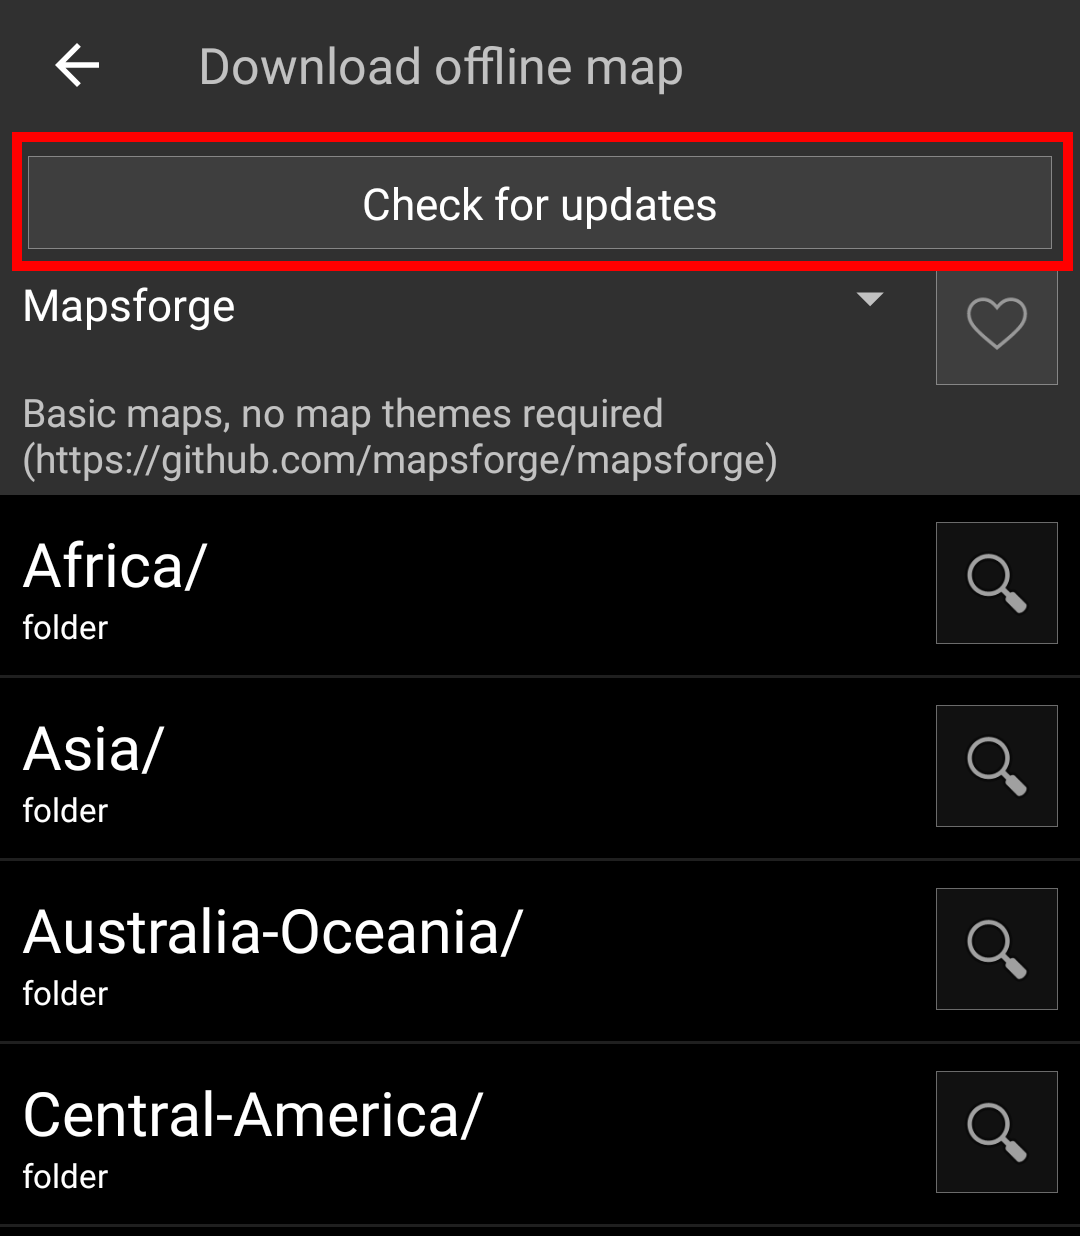 Download offline map
Check for updates
Mapsforge
Basic maps, no map themes required
(https://github.com/mapsforge/mapsforge)
Africa/
folder
Asia/
folder
Australia-Oceania/
folder
Central-America/
folder